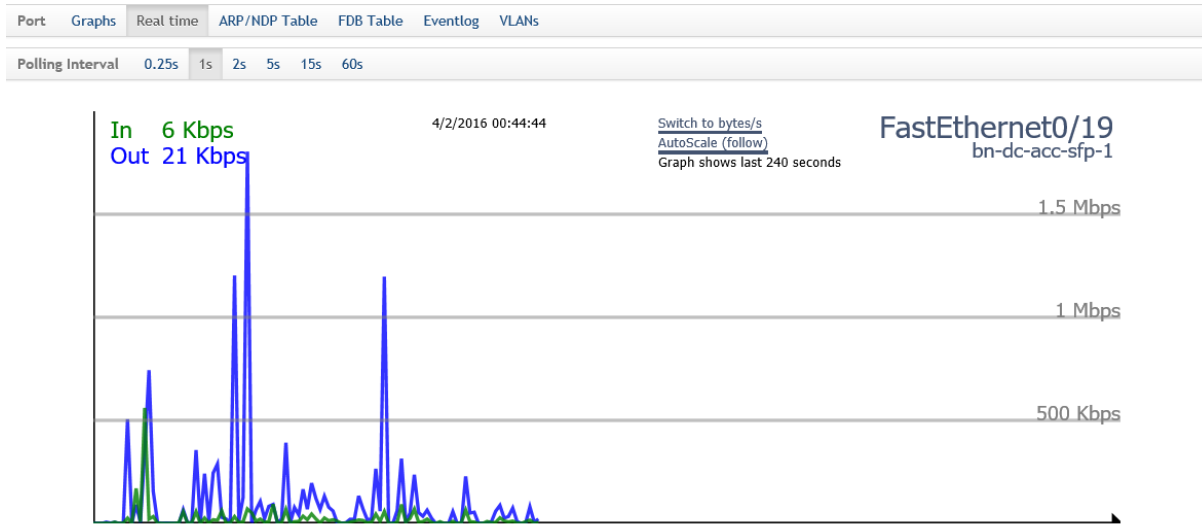 Port Graphs Real time ARP/NDP Table FDB Table Eventlog VLANs
Polling Interval 0.25s 1s 2s 5s 15s 60s
In 6 Kbps
Out 21 Kbps
4/2/2016 00:44:44
Switch to bytes/s
AutoScale (follow)
Graph shows last 240 seconds
FastEthernet0/19
bn-dc-acc-sfp-1
1.5 Mbps
1 Mbps
500 Kbps